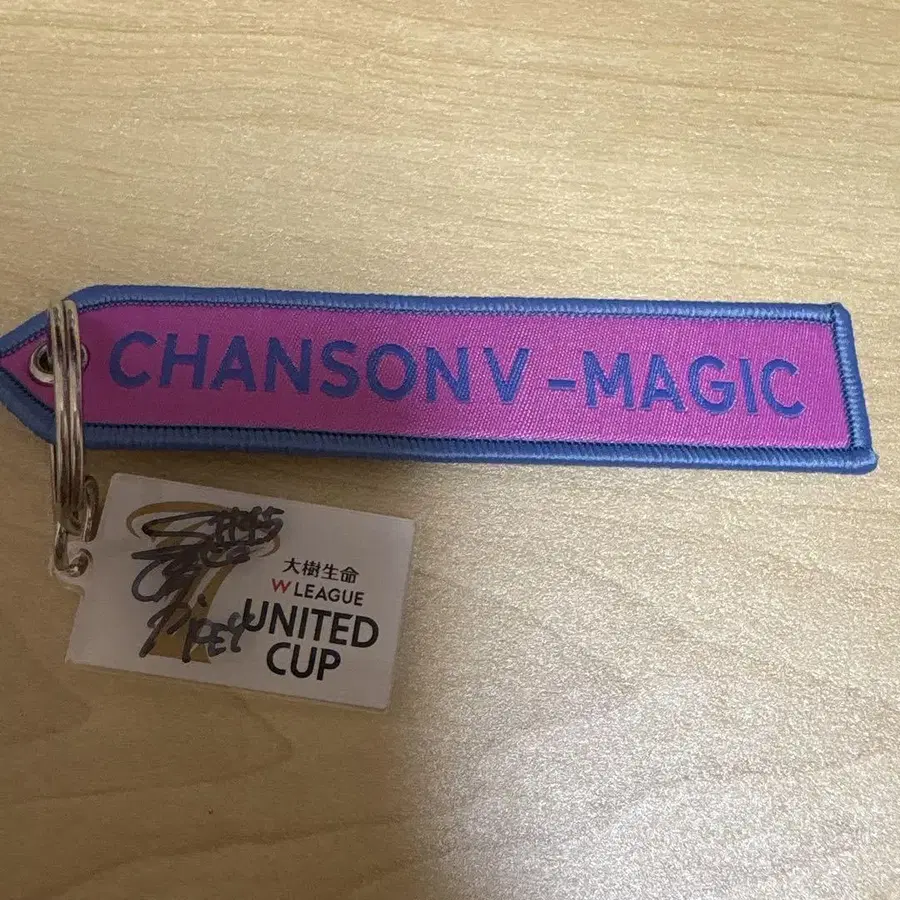 CHANSON V-MAGIC
大樹生命
W LEAGUE
UNITED
CUP